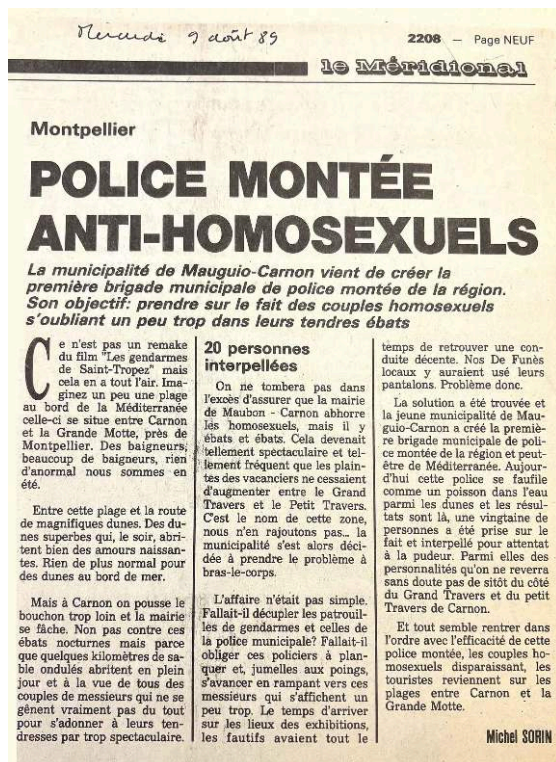 Mercredi 9 août 89
2208 — Page NEUF
le Méridional
Montpellier
POLICE MONTÉE
ANTI-HOMOSEXUELS
La municipalité de Mauguio-Carnon vient de créer la
première brigade municipale de police montée de la région.
Son objectif: prendre sur le fait des couples homosexuels
s'oubliant un peu trop dans leurs tendres ébats
Ce n'est pas un remake
du film "Les gendarmes
de Saint-Tropez" mais
cela en a tout l'air. Ima-
ginez un peu une plage
au bord de la Méditerranée
celle-ci se situe entre Carnon
et la Grande Motte, près de
Montpellier. Des baigneurs,
beaucoup de baigneurs, rien
d'anormal nous sommes en
été.
Entre cette plage et la route
de magnifiques dunes. Des du-
nes superbes qui, le soir, abri-
tent bien des amours naissan-
tes. Rien de plus normal pour
des dunes au bord de mer.
Mais à Carnon on pousse le
bouchon trop loin et la mairie
se fâche. Non pas contre ces
ébats nocturnes mais parce
que quelques kilomètres de sa-
ble ondulés abritent en plein
jour et à la vue de tous des
couples de messieurs qui ne se
gênent vraiment pas du tout
pour s'adonner à leurs ten-
dresses par trop spectaculaire.
20 personnes
interpellées
On ne tombera pas dans
l'excès d'assurer que la mairie
de Maubon - Carnon abhorre
les homosexuels, mais il y
ébats et ébats. Cela devenait
tellement spectaculaire et tel-
lement fréquent que les plain-
tes des vacanciers ne cessaient
d'augmenter entre le Grand
Travers et le Petit Travers.
C'est le nom de cette zone,
nous n'en rajoutons pas... la
municipalité s'est alors déci-
dée à prendre le problème à
bras-le-corps.
L'affaire n'était pas simple.
Fallait-il décupler les patrouil-
les de gendarmes et celles de
la police municipale? Fallait-il
obliger ces policiers à plan-
quer et, jumelles aux poings,
s'avancer en rampant vers ces
messieurs qui s'affichent un
peu trop. Le temps d'arriver
sur les lieux des exhibitions,
les fautifs avaient tout le
temps de retrouver une con-
duite décente. Nos De Funès
locaux y auraient usé leurs
pantalons. Problème donc.
La solution a été trouvée et
la jeune municipalité de Mau-
guio-Carnon a créé la premiè-
re brigade municipale de poli-
ce montée de la région et peut-
être de Méditerranée. Aujour-
d'hui cette police se faufile
comme un poisson dans l'eau
parmi les dunes et les résul-
tats sont là, une vingtaine de
personnes a été prise sur le
fait et interpellé pour attentat
à la pudeur. Parmi elles des
personnalités qu'on ne reverra
sans doute pas de sitôt du côté
du Grand Travers et du petit
Travers de Carnon.
Et tout semble rentrer dans
l'ordre avec l'efficacité de cette
police montée, les couples ho-
mosexuels disparaissant, les
touristes reviennent sur les
plages entre Carnon et la
Grande Motte.
Michel SORIN